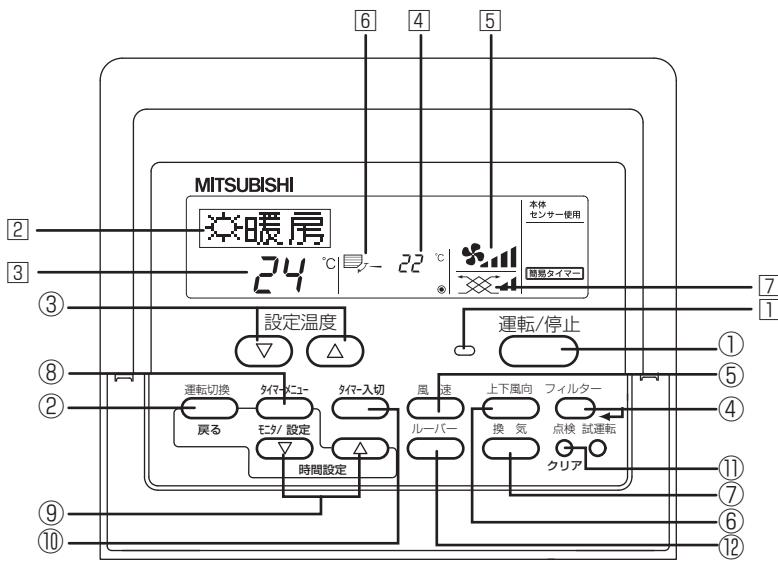 6 4 5
MITSUBISHI
本体
センサー使用
2 ☼暖房
3 24 ℃ 22 ℃
簡易タイマー
7
1
③ 設定温度 運転/停止
▽ △ ①
⑧ ⑤
運転切換 タイマーメニュー タイマー入切 風 速 上下風向 フィルター
② ④
戻る モニタ/設定 ルーバー 換 気 点検 試運転
▽ △ クリア ⑪
時間設定
⑨ ⑦
⑩ ⑥
⑫